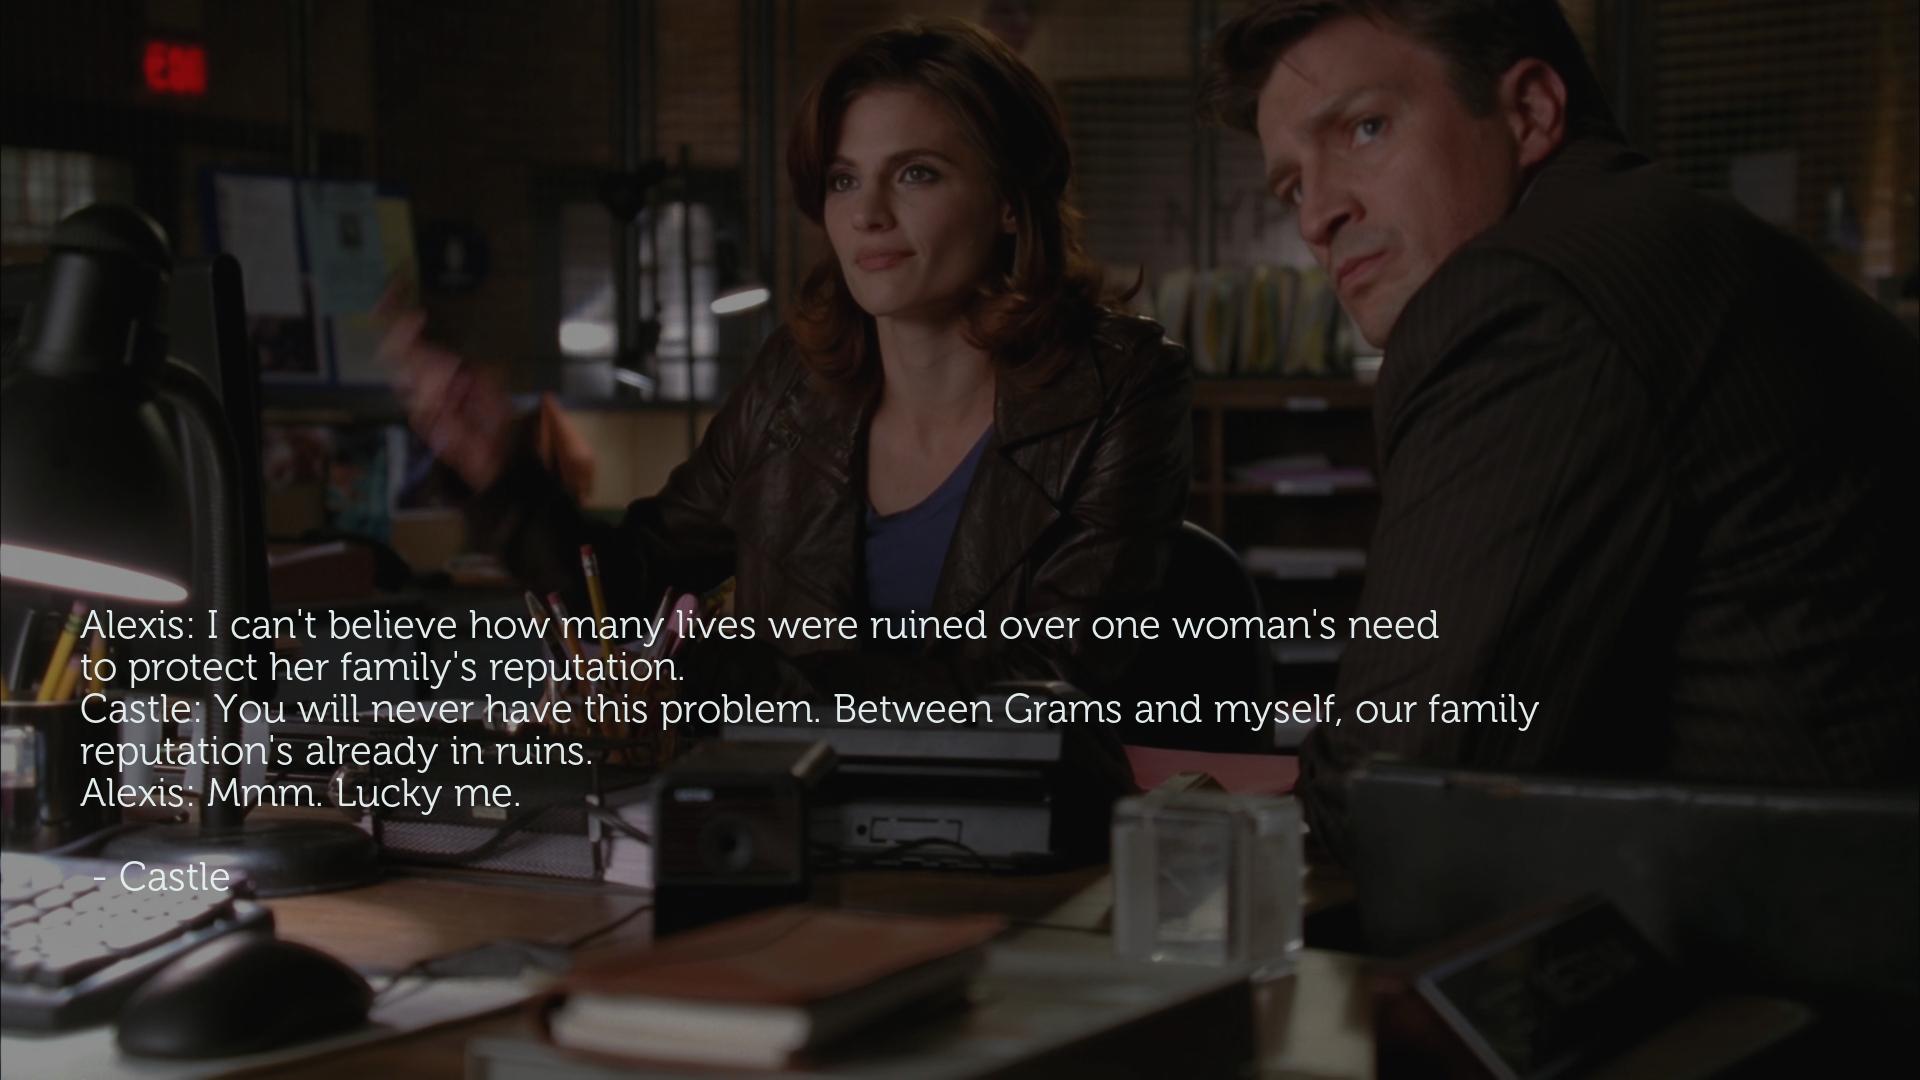 Alexis: I can't believe how many lives were ruined over one woman's need
to protect her family's reputation.
Castle: You will never have this problem. Between Grams and myself, our family
reputation's already in ruins.
Alexis: Mmm. Lucky me.
- Castle